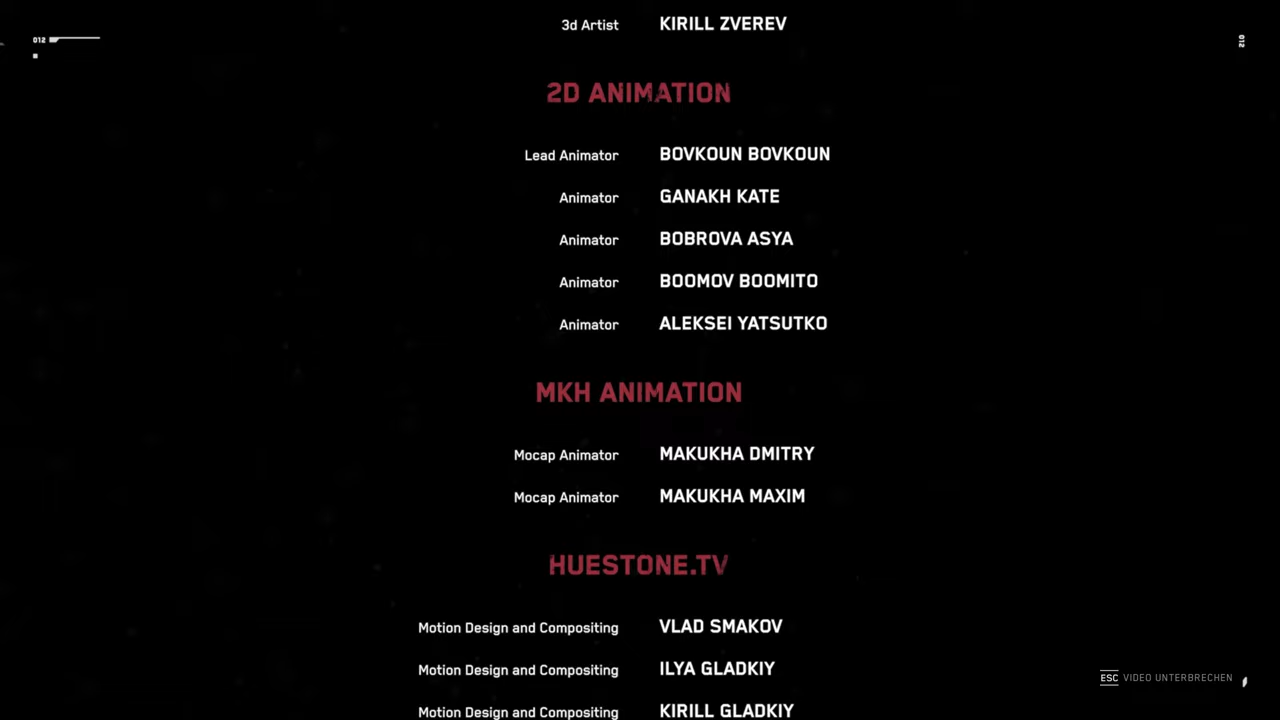 3d Artist KIRILL ZVEREV
012
012
2D ANIMATION
Lead Animator BOVKOUN BOVKOUN
Animator GANAKH KATE
Animator BOBROVA ASYA
Animator BOOMOV BOOMITO
Animator ALEKSEI YATSUTKO
MKH ANIMATION
Mocap Animator MAKUKHA DMITRY
Mocap Animator MAKUKHA MAXIM
HUESTONE.TV
Motion Design and Compositing VLAD SMAKOV
Motion Design and Compositing ILYA GLADKIY
ESC VIDEO UNTERBRECHEN
Motion Design and Compositing KIRILL GLADKIY